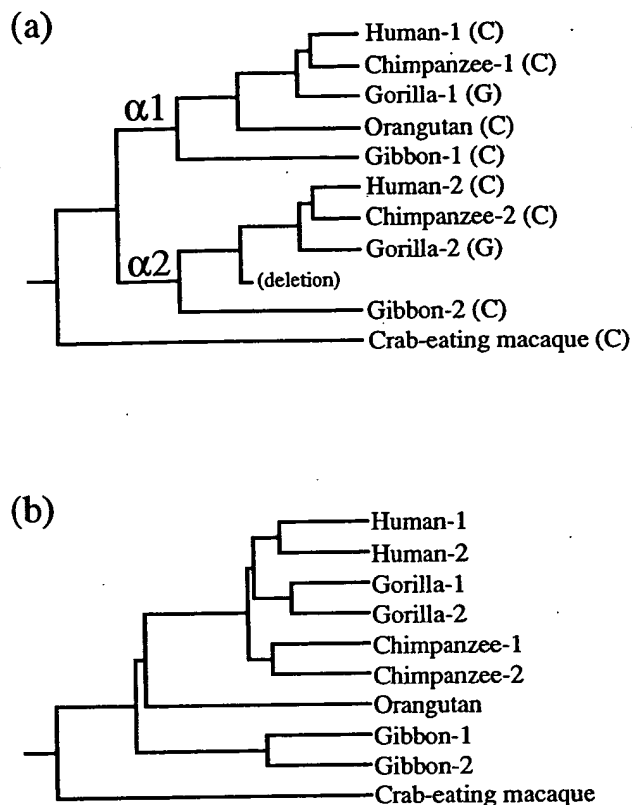 (a)
Human-1 (C)
Chimpanzee-1 (C)
α1
Gorilla-1 (G)
Orangutan (C)
Gibbon-1 (C)
Human-2 (C)
Chimpanzee-2 (C)
Gorilla-2 (G)
α2
(deletion)
Gibbon-2 (C)
Crab-eating macaque (C)
(b)
Human-1
Human-2
Gorilla-1
Gorilla-2
Chimpanzee-1
Chimpanzee-2
Orangutan
Gibbon-1
Gibbon-2
Crab-eating macaque